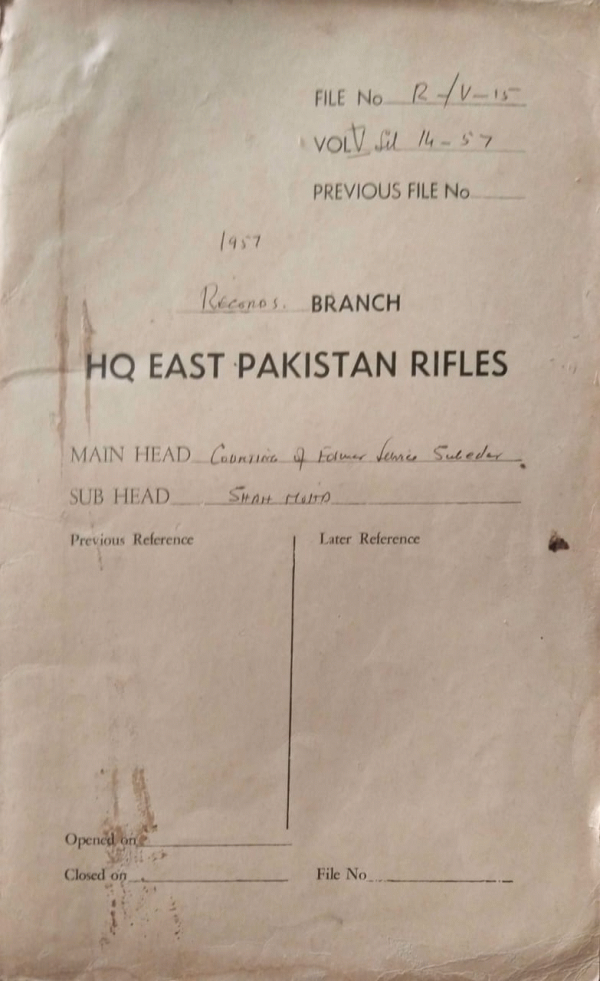 FILE No R-/V-15
VOL V 14-57
PREVIOUS FILE No
1957
Records. BRANCH
HQ EAST PAKISTAN RIFLES
MAIN HEAD Counting of Former Service Subedar
SUB HEAD SHAH MOHD
Previous Reference
Later Reference
Opened on
Closed on
File No